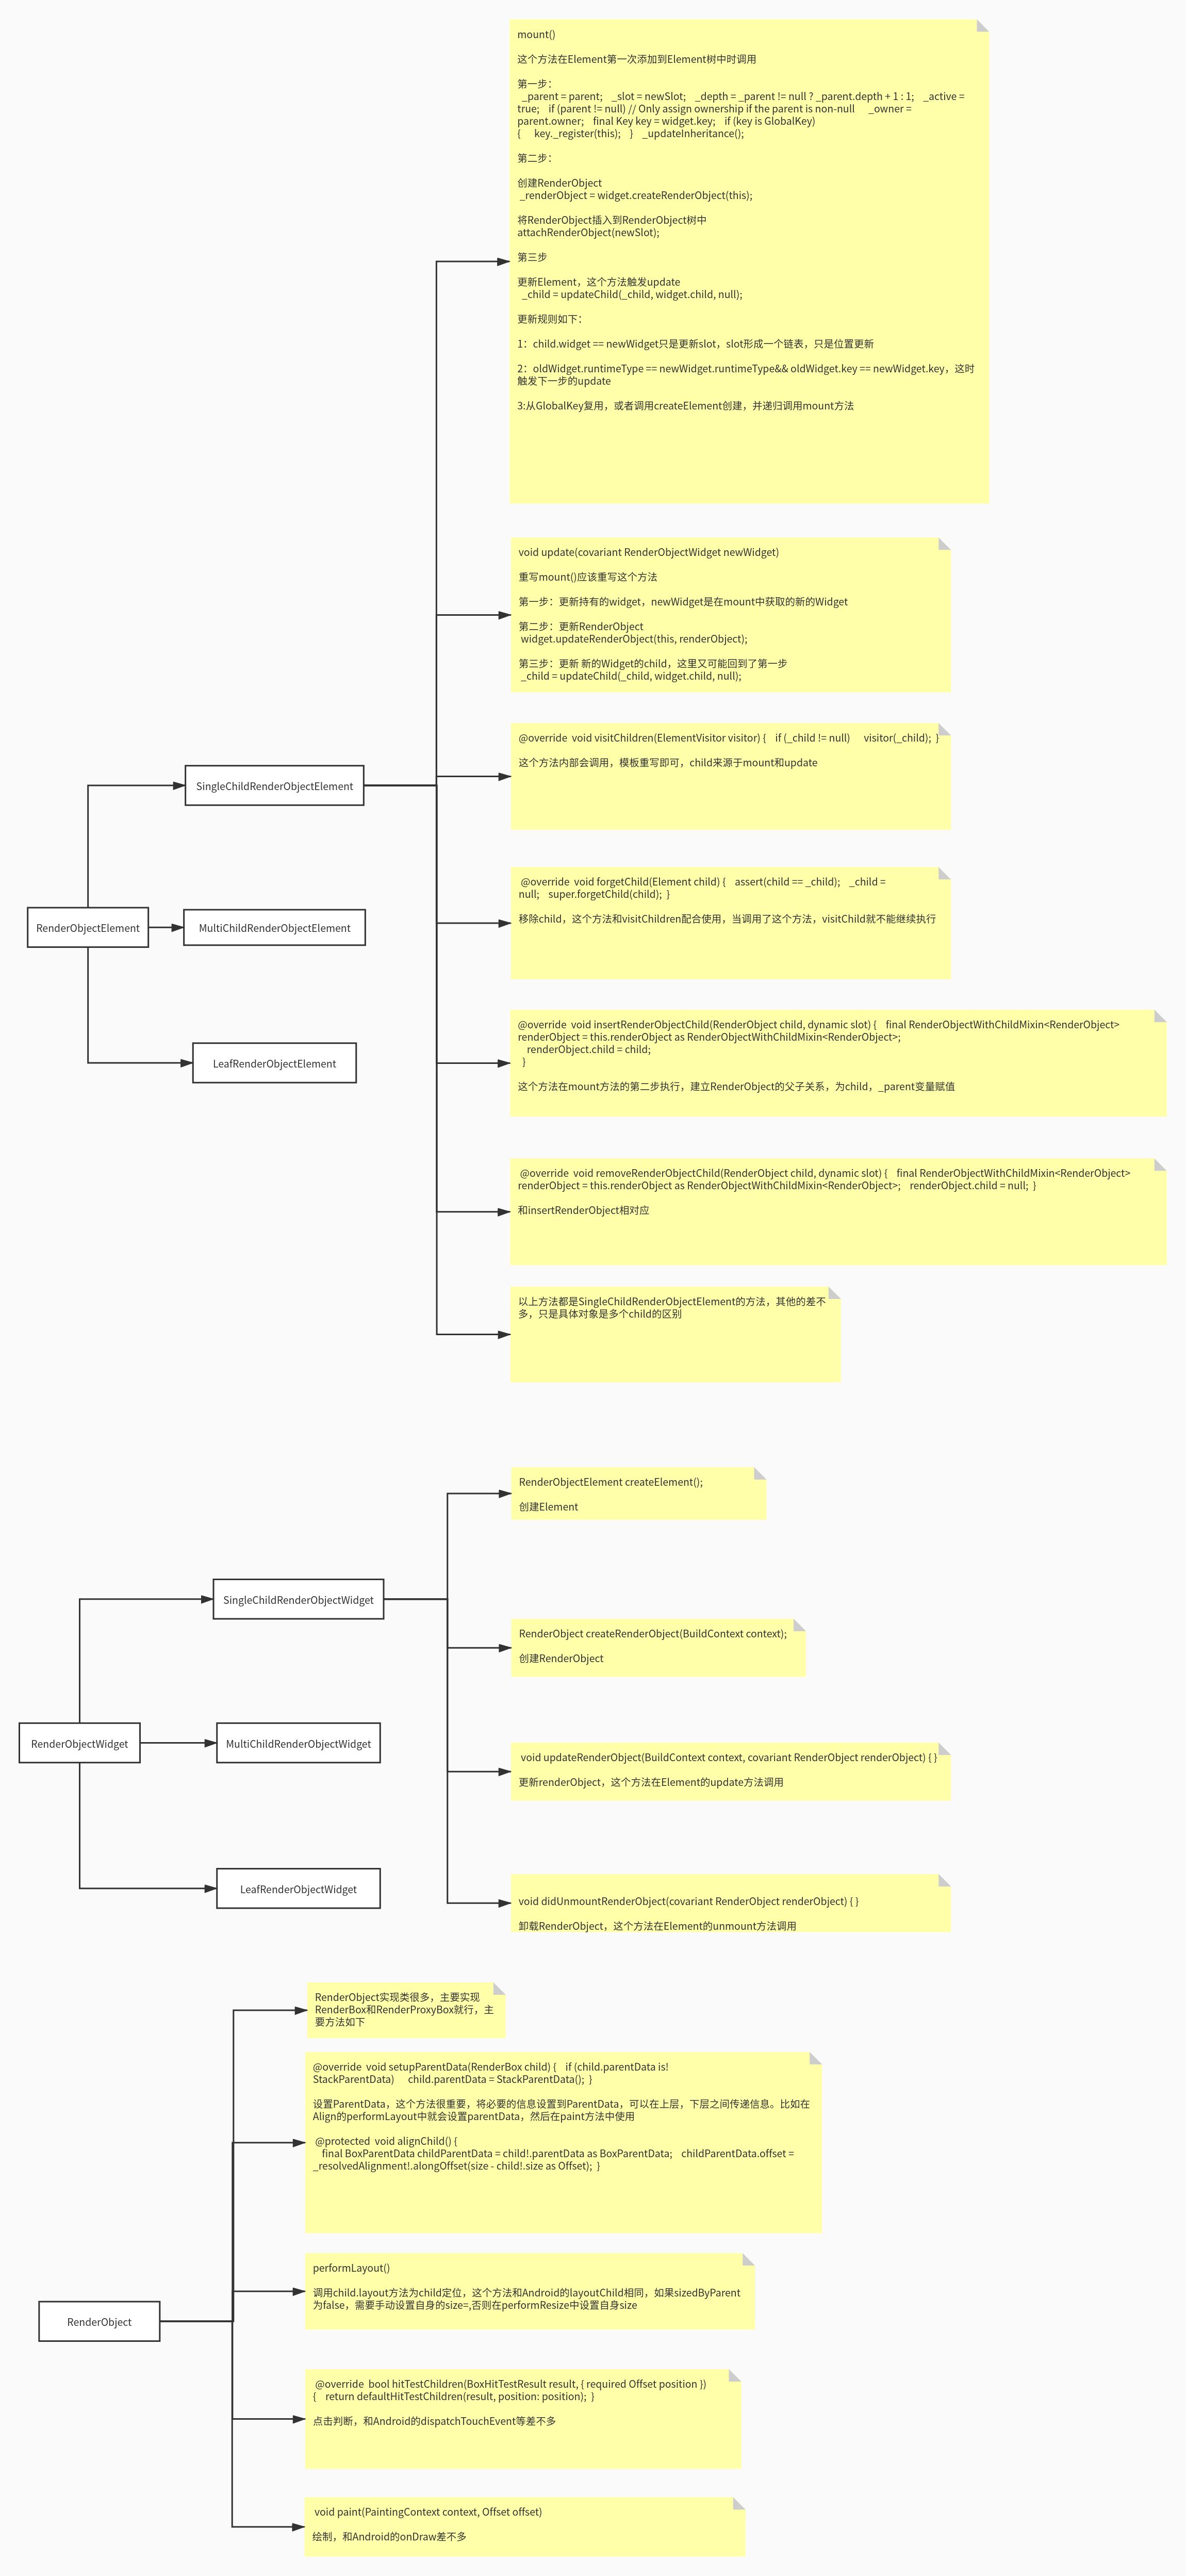 mount()
这个方法在Element第一次添加到Element树中时调用
第一步：
_parent = parent;    _slot = newSlot;    _depth = _parent != null ? _parent.depth + 1 : 1;    _active =
true;    if (parent != null) // Only assign ownership if the parent is non-null      _owner =
parent.owner;    final Key key = widget.key;    if (key is GlobalKey)
{      key._register(this);    }    _updateInheritance();
第二步：
创建RenderObject
_renderObject = widget.createRenderObject(this);
将RenderObject插入到RenderObject树中
attachRenderObject(newSlot);
第三步
更新Element，这个方法触发update
_child = updateChild(_child, widget.child, null);
更新规则如下：
1：child.widget == newWidget只是更新slot，slot形成一个链表，只是位置更新
2：oldWidget.runtimeType == newWidget.runtimeType&& oldWidget.key == newWidget.key，这时
触发下一步的update
3:从GlobalKey复用，或者调用createElement创建，并递归调用mount方法
void update(covariant RenderObjectWidget newWidget)
重写mount()应该重写这个方法
第一步：更新持有的widget，newWidget是在mount中获取的新的Widget
第二步：更新RenderObject
widget.updateRenderObject(this, renderObject);
第三步：更新 新的Widget的child，这里又可能回到了第一步
_child = updateChild(_child, widget.child, null);
@override  void visitChildren(ElementVisitor visitor) {    if (_child != null)      visitor(_child);  }
这个方法内部会调用，模板重写即可，child来源于mount和update
SingleChildRenderObjectElement
@override  void forgetChild(Element child) {    assert(child == _child);    _child =
null;    super.forgetChild(child);  }
移除child，这个方法和visitChildren配合使用，当调用了这个方法，visitChild就不能继续执行
RenderObjectElement
MultiChildRenderObjectElement
@override  void insertRenderObjectChild(RenderObject child, dynamic slot) {    final RenderObjectWithChildMixin<RenderObject>
renderObject = this.renderObject as RenderObjectWithChildMixin<RenderObject>;
renderObject.child = child;
}
这个方法在mount方法的第二步执行，建立RenderObject的父子关系，为child，_parent变量赋值
LeafRenderObjectElement
@override  void removeRenderObjectChild(RenderObject child, dynamic slot) {    final RenderObjectWithChildMixin<RenderObject>
renderObject = this.renderObject as RenderObjectWithChildMixin<RenderObject>;    renderObject.child = null;  }
和insertRenderObject相对应
以上方法都是SingleChildRenderObjectElement的方法，其他的差不
多，只是具体对象是多个child的区别
RenderObjectElement createElement();
创建Element
SingleChildRenderObjectWidget
RenderObject createRenderObject(BuildContext context);
创建RenderObject
RenderObjectWidget
MultiChildRenderObjectWidget
void updateRenderObject(BuildContext context, covariant RenderObject renderObject) { }
更新renderObject，这个方法在Element的update方法调用
LeafRenderObjectWidget
void didUnmountRenderObject(covariant RenderObject renderObject) { }
卸载RenderObject，这个方法在Element的unmount方法调用
RenderObject实现类很多，主要实现
RenderBox和RenderProxyBox就行，主
要方法如下
@override  void setupParentData(RenderBox child) {    if (child.parentData is!
StackParentData)      child.parentData = StackParentData();  }
设置ParentData，这个方法很重要，将必要的信息设置到ParentData，可以在上层，下层之间传递信息。比如在
Align的performLayout中就会设置parentData，然后在paint方法中使用
@protected  void alignChild() {
final BoxParentData childParentData = child!.parentData as BoxParentData;    childParentData.offset =
_resolvedAlignment!.alongOffset(size - child!.size as Offset);  }
performLayout()
调用child.layout方法为child定位，这个方法和Android的layoutChild相同，如果sizedByParent
为false，需要手动设置自身的size=,否则在performResize中设置自身size
RenderObject
@override  bool hitTestChildren(BoxHitTestResult result, { required Offset position })
{    return defaultHitTestChildren(result, position: position);  }
点击判断，和Android的dispatchTouchEvent等差不多
void paint(PaintingContext context, Offset offset)
绘制，和Android的onDraw差不多